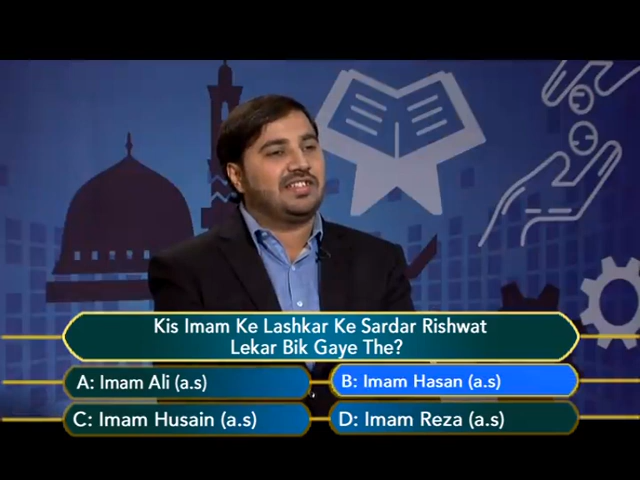 Kis Imam Ke Lashkar Ke Sardar Rishwat
Lekar Bik Gaye The?
A: Imam Ali (a.s)
B: Imam Hasan (a.s)
C: Imam Husain (a.s)
D: Imam Reza (a.s)